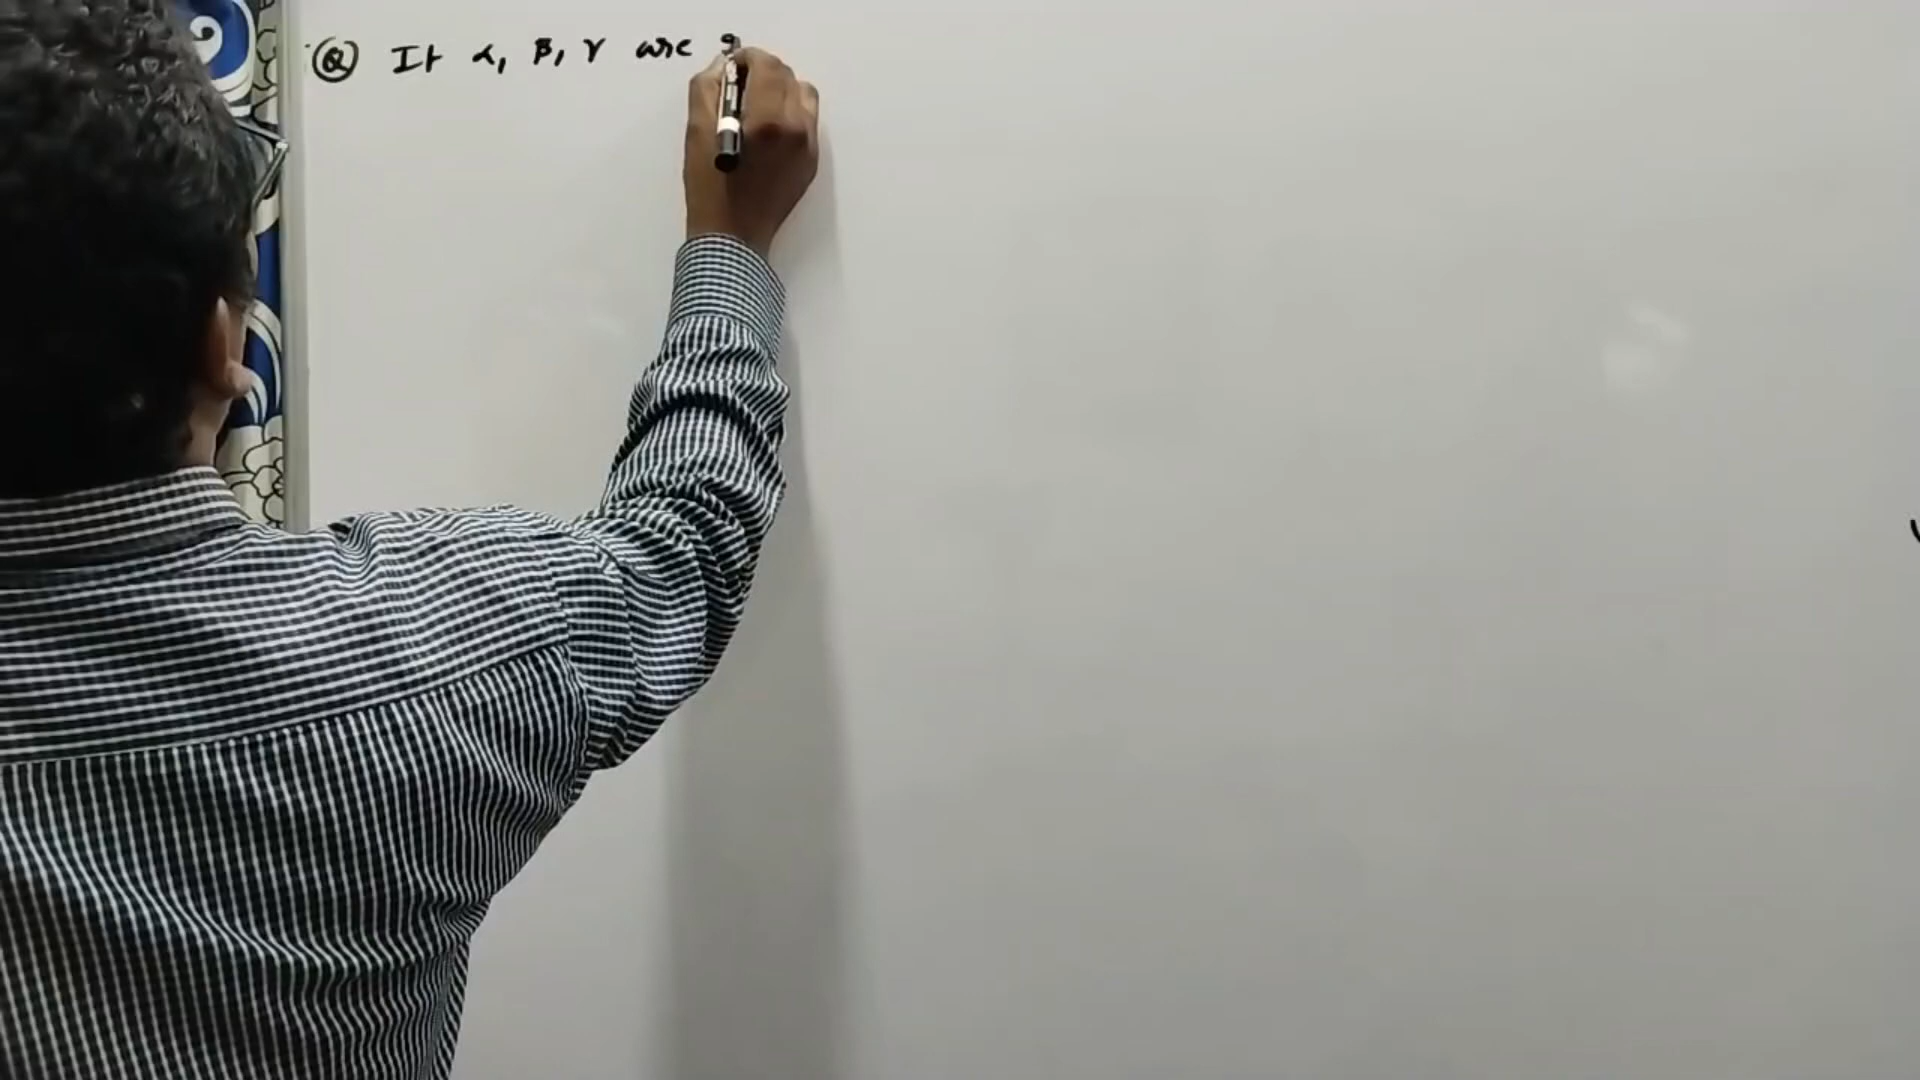 Q If α, β, γ are